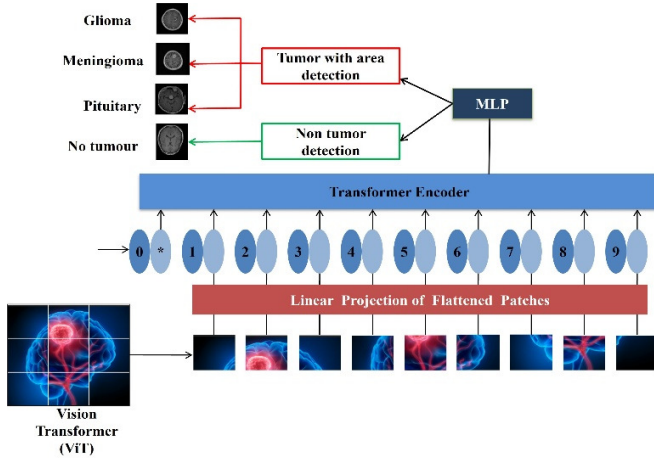 Glioma
Meningioma
Pituitary
No tumour
Tumor with area
detection
Non tumor
detection
MLP
Transformer Encoder
0 * 1 2 3 4 5 6 7 8 9
Linear Projection of Flattened Patches
Vision
Transformer
(ViT)